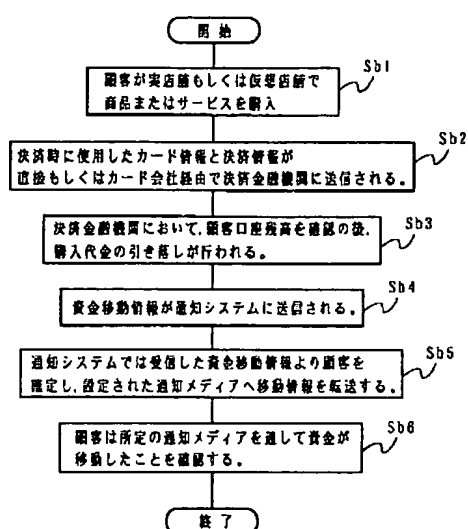 開始
Sb1
顧客が実店舗もしくは仮想店舗で
商品またはサービスを購入
Sb2
決済時に使用したカード情報と決済情報が
直接もしくはカード会社経由で決済金融機関に送信される。
Sb3
決済金融機関において、顧客口座残高を確認の後、
購入代金の引き落しが行われる。
Sb4
資金移動情報が通知システムに送信される。
Sb5
通知システムでは受信した資金移動情報より顧客を
確定し、設定された通知メディアへ移動情報を転送する。
Sb6
顧客は所定の通知メディアを通して資金が
移動したことを確認する。
終了